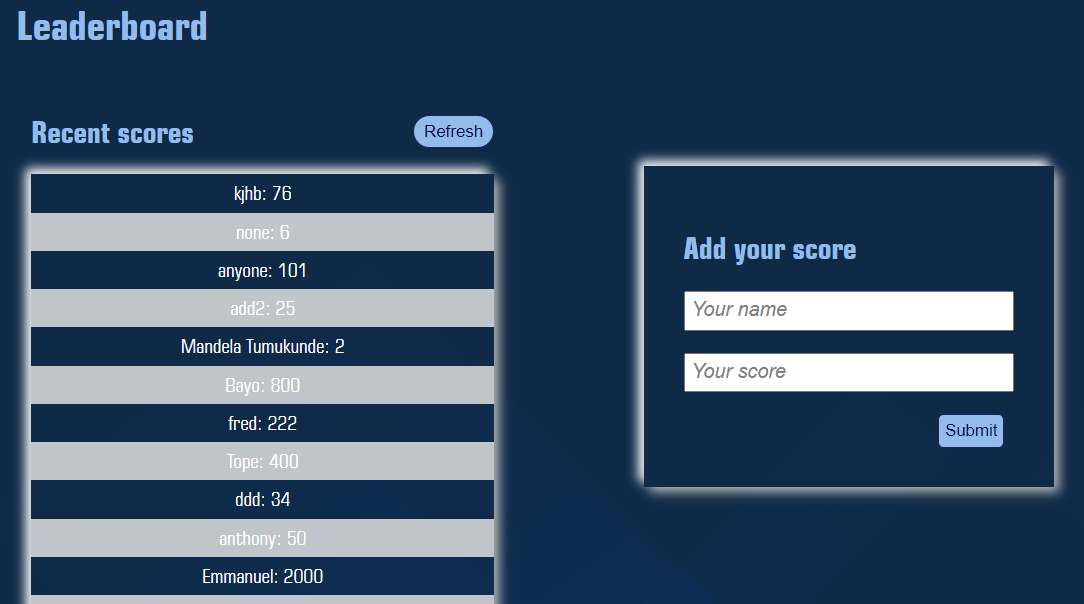 Leaderboard
Recent scores
Refresh
kjhb: 76
none: 6
anyone: 101
add2: 25
Mandela Tumukunde: 2
Bayo: 800
fred: 222
Tope: 400
ddd: 34
anthony: 50
Emmanuel: 2000
Add your score
Your name
Your score
Submit